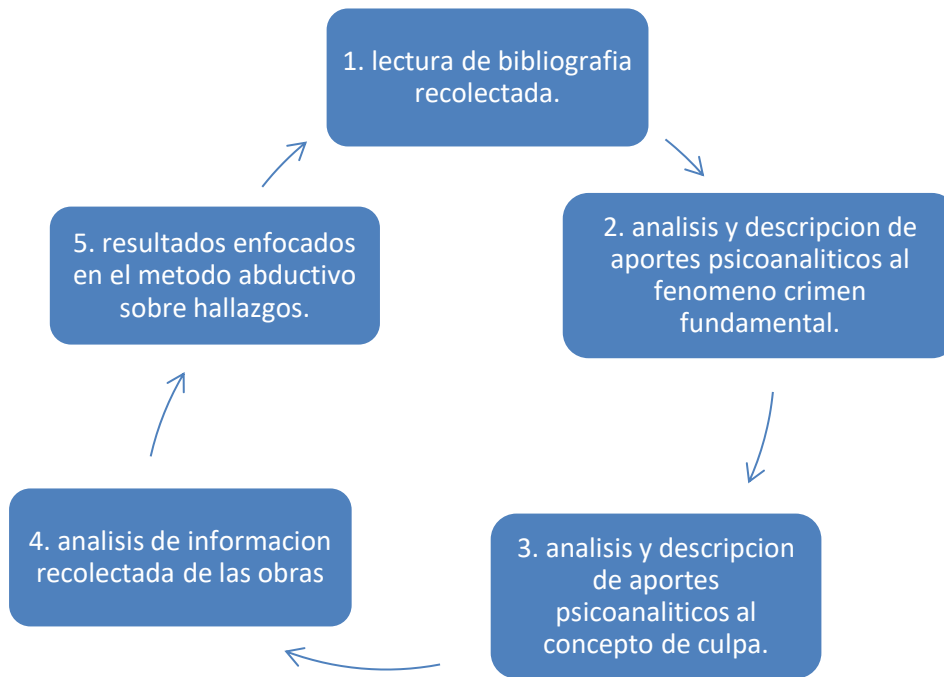 1. lectura de bibliografia
recolectada.
2. analisis y descripcion de
aportes psicoanaliticos al
fenomeno crimen
fundamental.
3. analisis y descripcion
de aportes
psicoanaliticos al
concepto de culpa.
4. analisis de informacion
recolectada de las obras
5. resultados enfocados
en el metodo abductivo
sobre hallazgos.